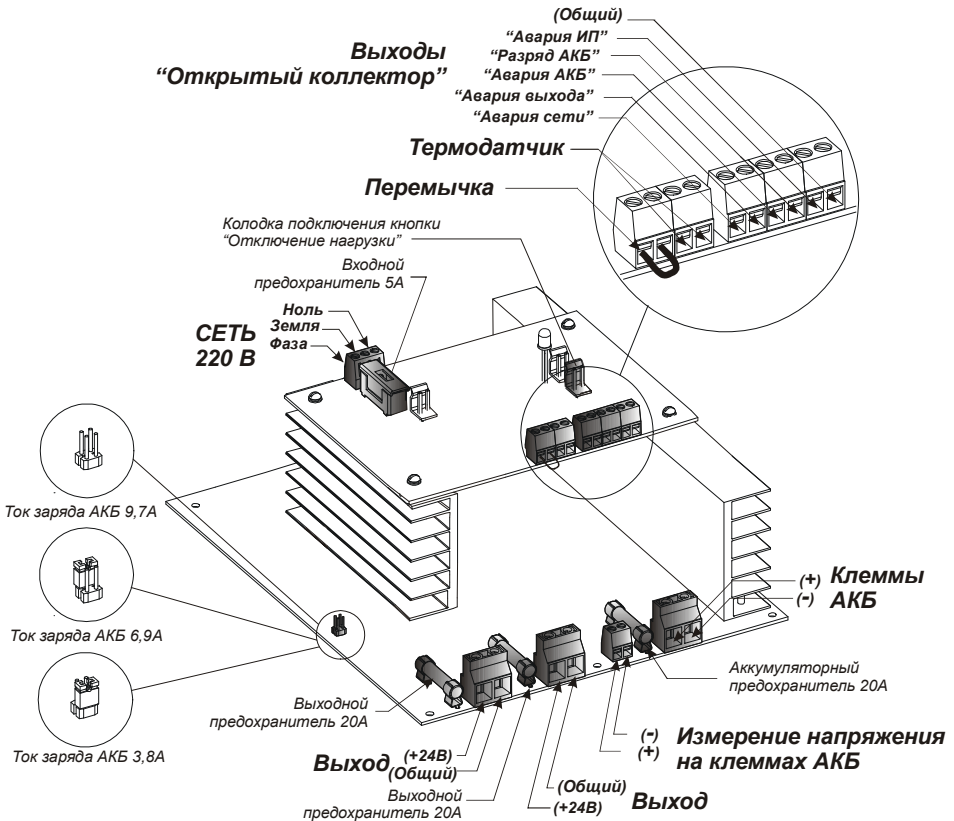 (Общий)
“Авария ИП”
“Разряд АКБ”
“Авария АКБ”
“Авария выхода”
“Авария сети”
Выходы
“Открытый коллектор”
Термодатчик
Перемычка
Колодка подключения кнопки
“Отключение нагрузки”
Входной
предохранитель 5А
Ноль
Земля
Фаза
СЕТЬ
220 В
Ток заряда АКБ 9,7А
Ток заряда АКБ 6,9А
Ток заряда АКБ 3,8А
(+) Клеммы
(-) АКБ
Аккумуляторный
предохранитель 20А
Выходной
предохранитель 20А
Выход (+24В)
(Общий)
Выходной
предохранитель 20А
(-) Измерение напряжения
(+) на клеммах АКБ
(Общий)
(+24В) Выход